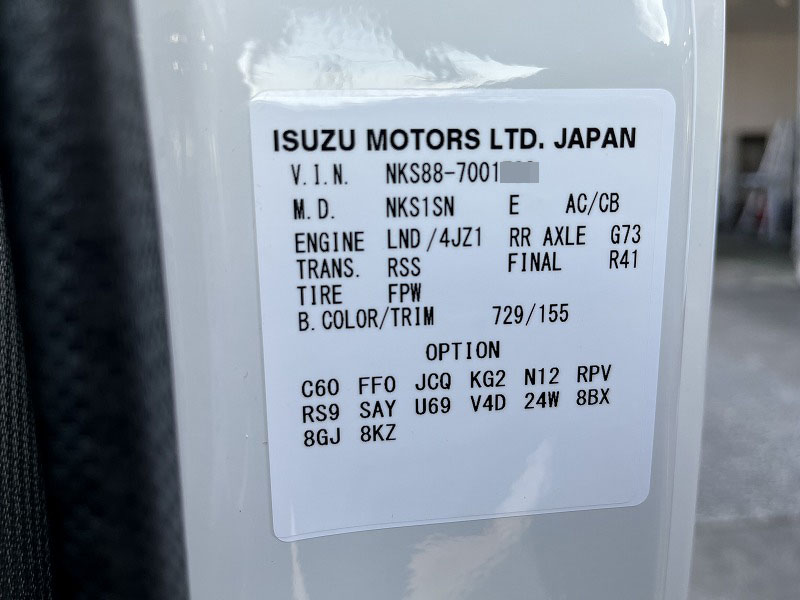 ISUZU MOTORS LTD. JAPAN
V.I.N. NKS88-7001
M.D. NKS1SN E AC/CB
ENGINE LND/4JZ1 RR AXLE G73
TRANS. RSS FINAL R41
TIRE FPW
B.COLOR/TRIM 729/155
OPTION
C60 FF0 JCQ KG2 N12 RPV
RS9 SAY U69 V4D 24W 8BX
8GJ 8KZ